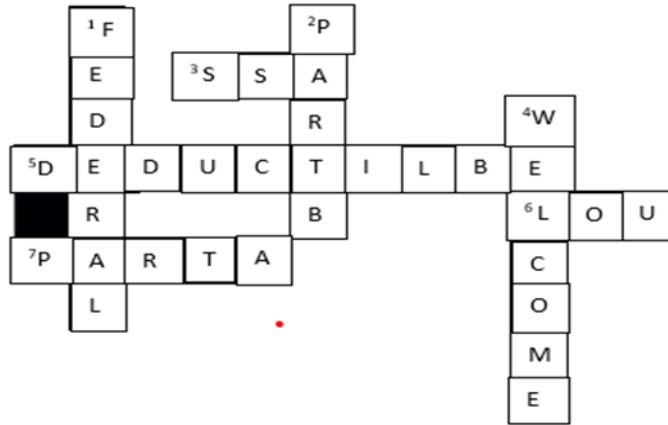 ¹F ²P
E ³S S A
D R ⁴W
⁵D E D U C T I L B E
R B ⁶L O U
⁷P A R T A C
L O
M
E